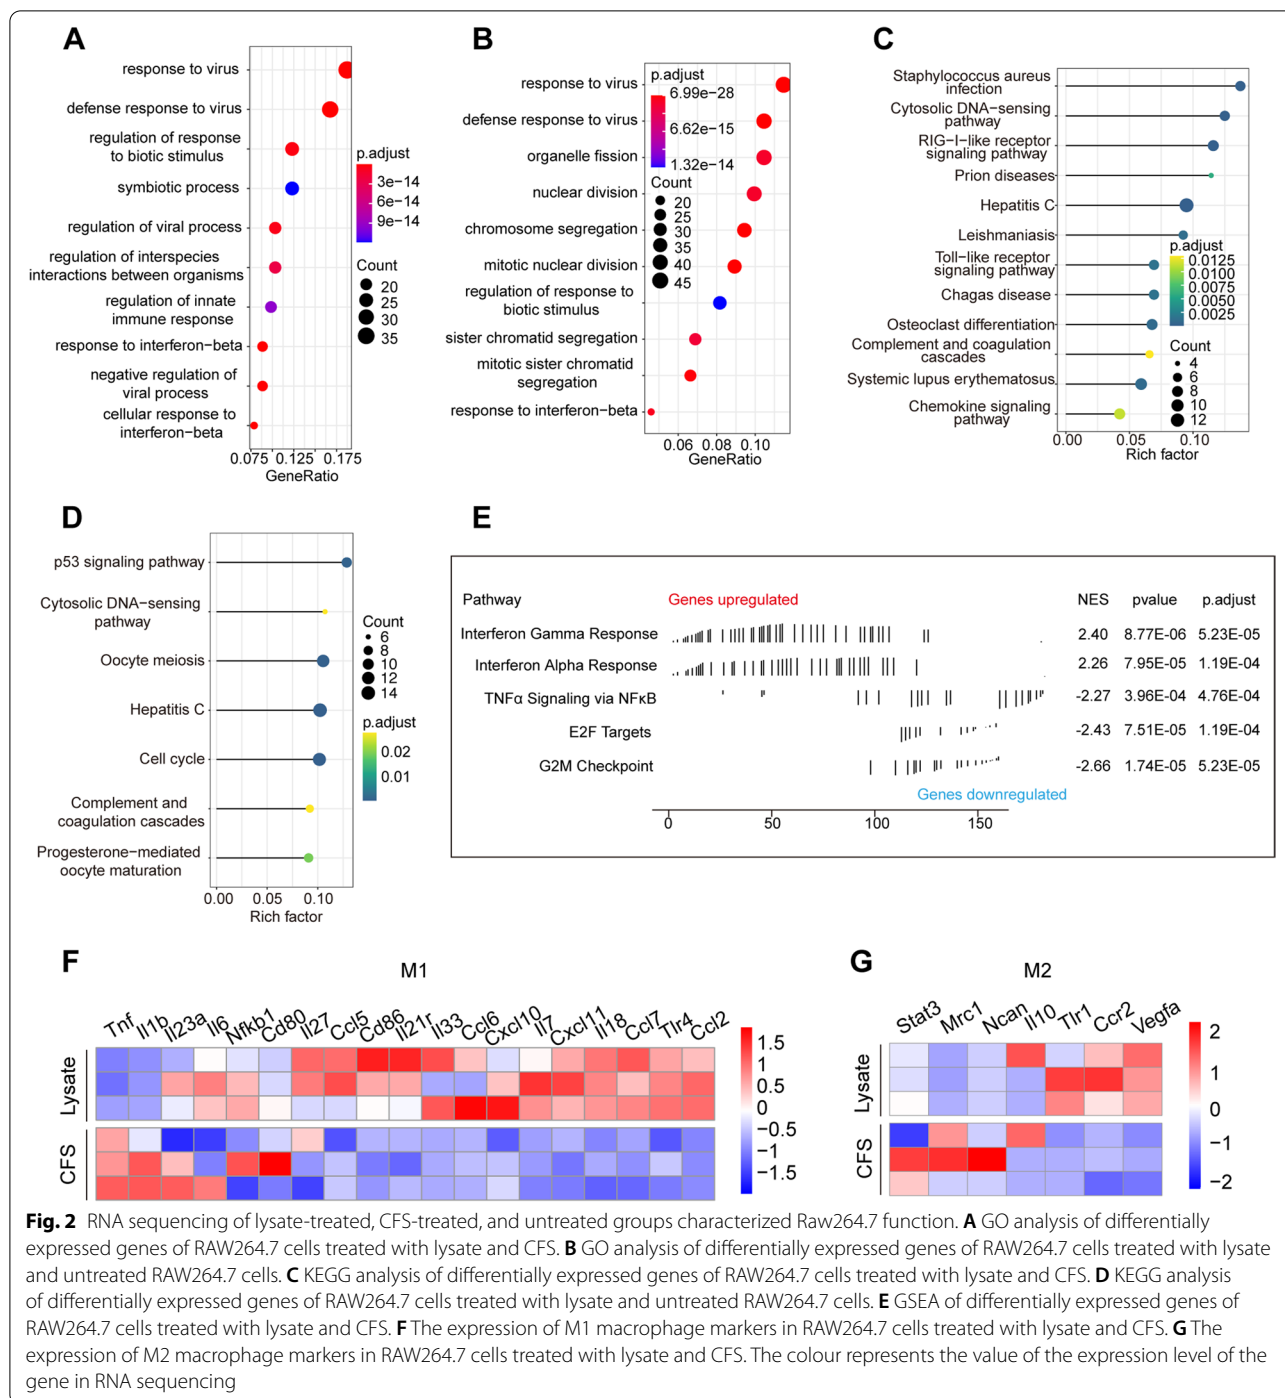 A
response to virus
defense response to virus
regulation of response
to biotic stimulus
symbiotic process
regulation of viral process
regulation of interspecies
interactions between organisms
regulation of innate
immune response
response to interferon−beta
negative regulation of
viral process
cellular response to
interferon−beta
0.075 0.125 0.175
GeneRatio
p.adjust
3e−14
6e−14
9e−14
Count
20
25
30
35
B
response to virus
defense response to virus
organelle fission
nuclear division
chromosome segregation
mitotic nuclear division
regulation of response to
biotic stimulus
sister chromatid segregation
mitotic sister chromatid
segregation
response to interferon−beta
0.06 0.08 0.10
GeneRatio
p.adjust
6.99e−28
6.62e−15
1.32e−14
Count
20
25
30
35
40
45
C
Staphylococcus aureus
infection
Cytosolic DNA−sensing
pathway
RIG−I−like receptor
signaling pathway
Prion diseases
Hepatitis C
Leishmaniasis
Toll−like receptor
signaling pathway
Chagas disease
Osteoclast differentiation
Complement and coagulation
cascades
Systemic lupus erythematosus
Chemokine signaling
pathway
0.00 0.05 0.10
Rich factor
p.adjust
0.0125
0.0100
0.0075
0.0050
0.0025
Count
4
6
8
10
12
D
p53 signaling pathway
Cytosolic DNA−sensing
pathway
Oocyte meiosis
Hepatitis C
Cell cycle
Complement and
coagulation cascades
Progesterone−mediated
oocyte maturation
0.00 0.05 0.10
Rich factor
Count
6
8
10
12
14
p.adjust
0.02
0.01
E
Pathway Genes upregulated NES pvalue p.adjust
Interferon Gamma Response 2.40 8.77E-06 5.23E-05
Interferon Alpha Response 2.26 7.95E-05 1.19E-04
TNFα Signaling via NFκB -2.27 3.96E-04 4.76E-04
E2F Targets -2.43 7.51E-05 1.19E-04
G2M Checkpoint -2.66 1.74E-05 5.23E-05
Genes downregulated
0 50 100 150
F
M1
Tnf Il1b Il23a Il6 Nfkb1 Cd80 Il27 Ccl5 Cd86 Il21r Il33 Ccl6 Cxcl10 Il7 Cxcl11 Il18 Ccl7 Tlr4 Ccl2
Lysate
CFS
1.5
1
0.5
0
−0.5
−1
−1.5
G
M2
Stat3 Mrc1 Ncan Il10 Tlr1 Ccr2 Vegfa
Lysate
CFS
2
1
0
−1
−2
Fig. 2 RNA sequencing of lysate-treated, CFS-treated, and untreated groups characterized Raw264.7 function. A GO analysis of differentially
expressed genes of RAW264.7 cells treated with lysate and CFS. B GO analysis of differentially expressed genes of RAW264.7 cells treated with lysate
and untreated RAW264.7 cells. C KEGG analysis of differentially expressed genes of RAW264.7 cells treated with lysate and CFS. D KEGG analysis
of differentially expressed genes of RAW264.7 cells treated with lysate and untreated RAW264.7 cells. E GSEA of differentially expressed genes of
RAW264.7 cells treated with lysate and CFS. F The expression of M1 macrophage markers in RAW264.7 cells treated with lysate and CFS. G The
expression of M2 macrophage markers in RAW264.7 cells treated with lysate and CFS. The colour represents the value of the expression level of the
gene in RNA sequencing